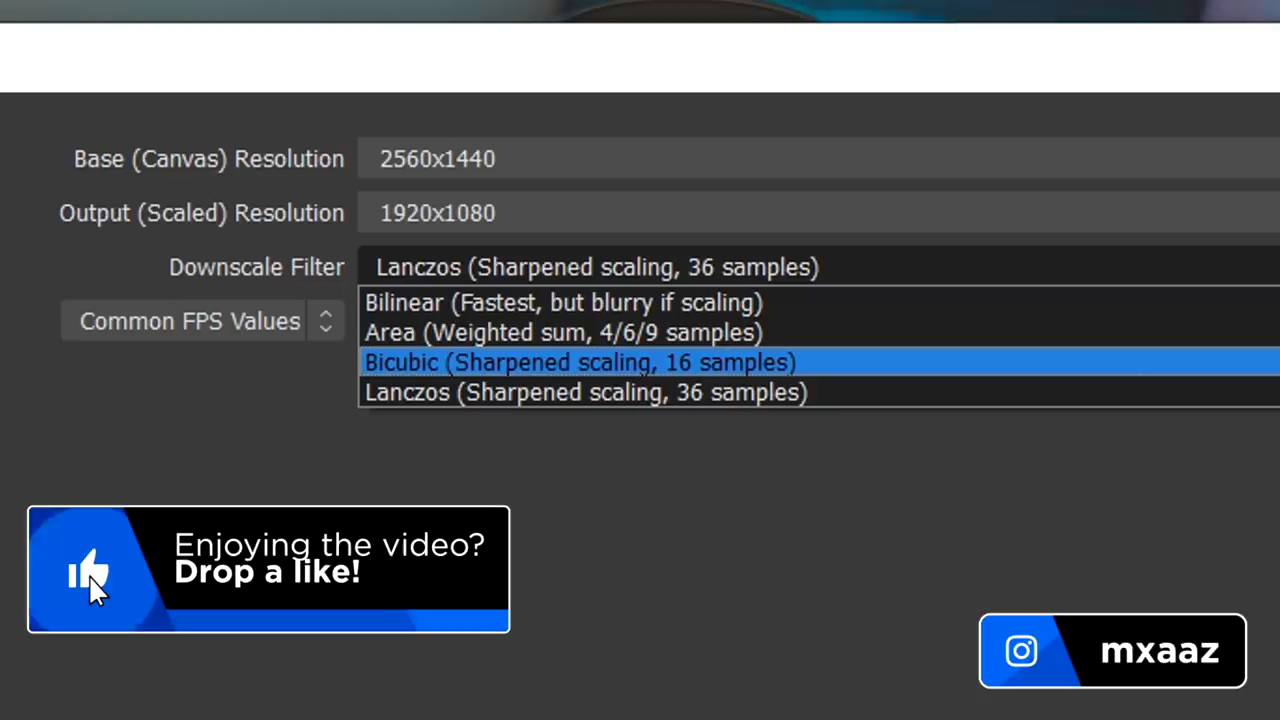 Base (Canvas) Resolution 2560x1440
Output (Scaled) Resolution 1920x1080
Downscale Filter Lanczos (Sharpened scaling, 36 samples)
Bilinear (Fastest, but blurry if scaling)
Common FPS Values
Area (Weighted sum, 4/6/9 samples)
Bicubic (Sharpened scaling, 16 samples)
Lanczos (Sharpened scaling, 36 samples)
Enjoying the video?
Drop a like!
mxaaz